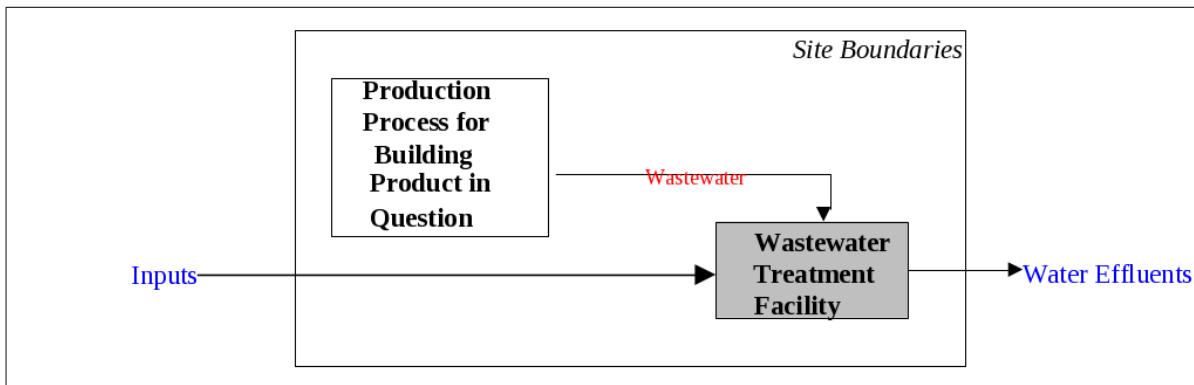 Site Boundaries
Production
Process for
Building
Product in
Question
Wastewater
Wastewater
Treatment
Facility
Inputs
Water Effluents